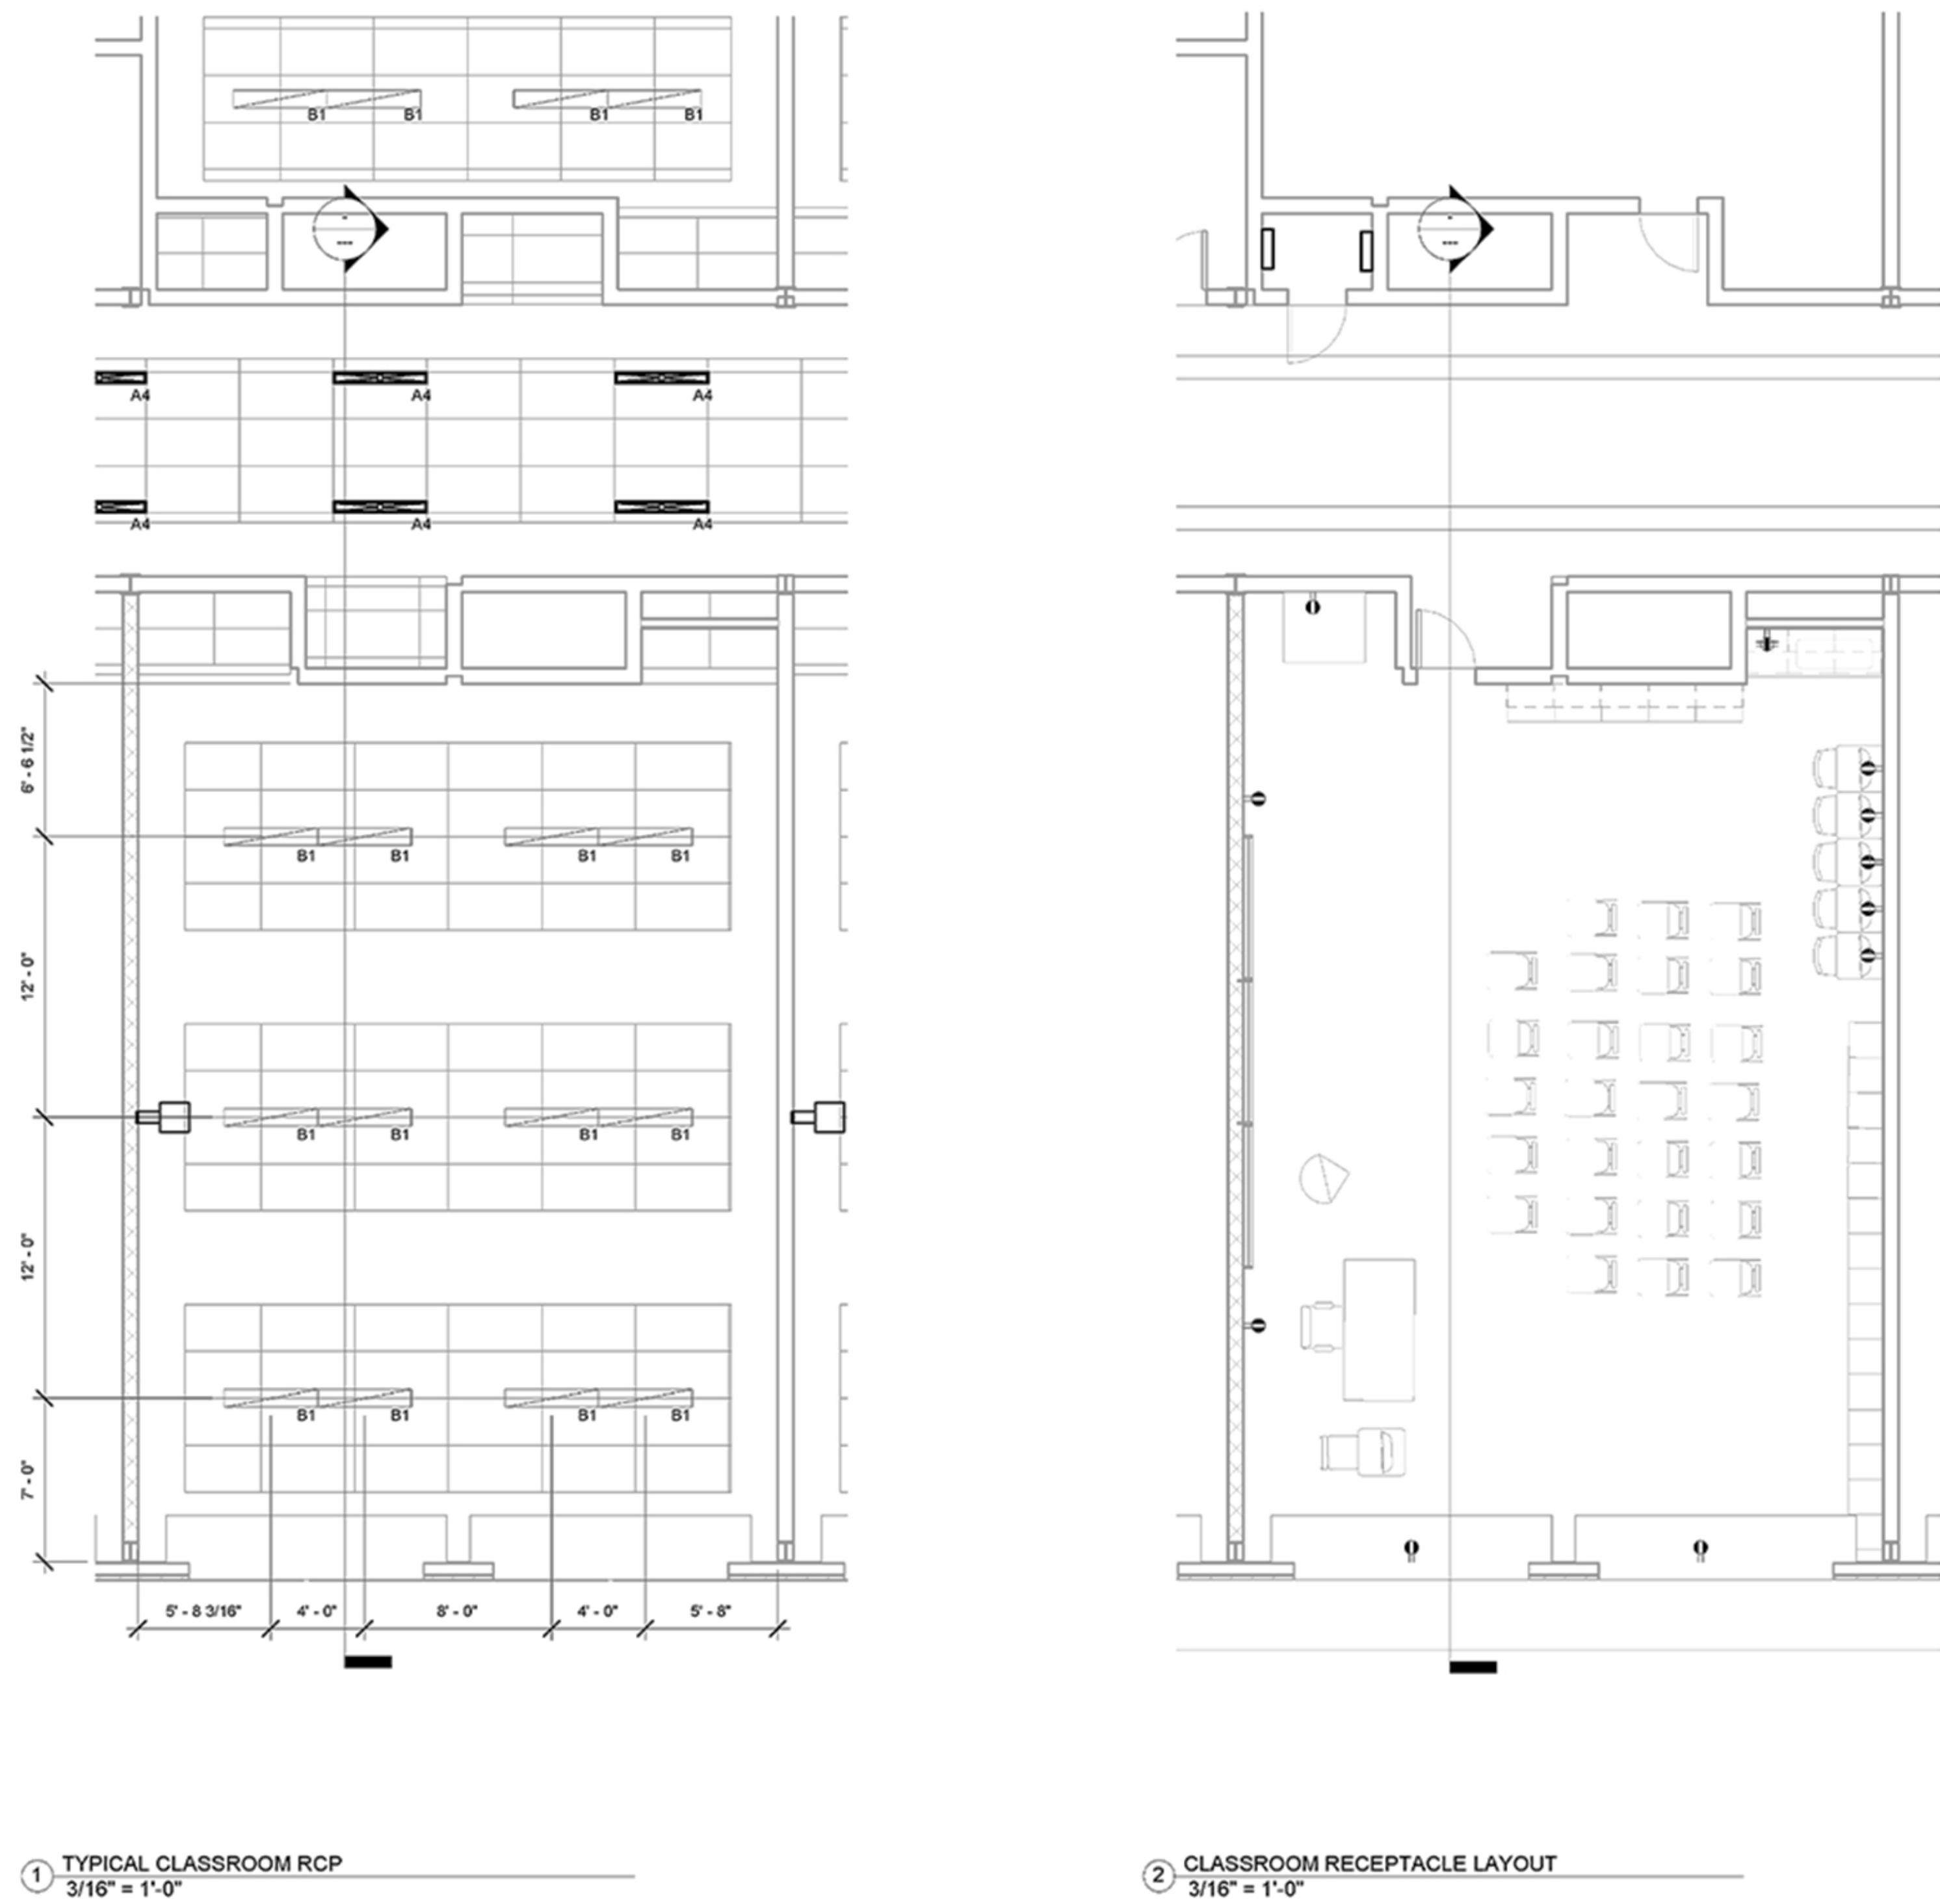 B1 B1 B1 B1
A4 A4 A4
A4 A4 A4
6' - 6 1/2"
B1 B1 B1 B1
12' - 0"
B1 B1 B1 B1
12' - 0"
B1 B1 B1 B1
7' - 0"
5' - 8 3/16" 4' - 0" 8' - 0" 4' - 0" 5' - 8"
1 TYPICAL CLASSROOM RCP
3/16" = 1'-0"
2 CLASSROOM RECEPTACLE LAYOUT
3/16" = 1'-0"